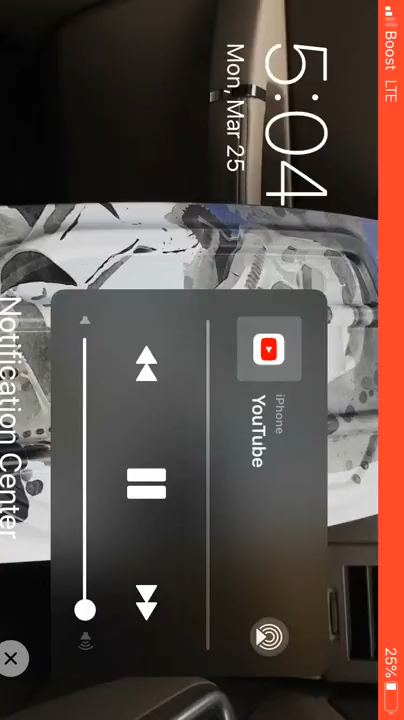 Boost LTE
25%
5:04
Mon, Mar 25
iPhone
YouTube
Notification Center